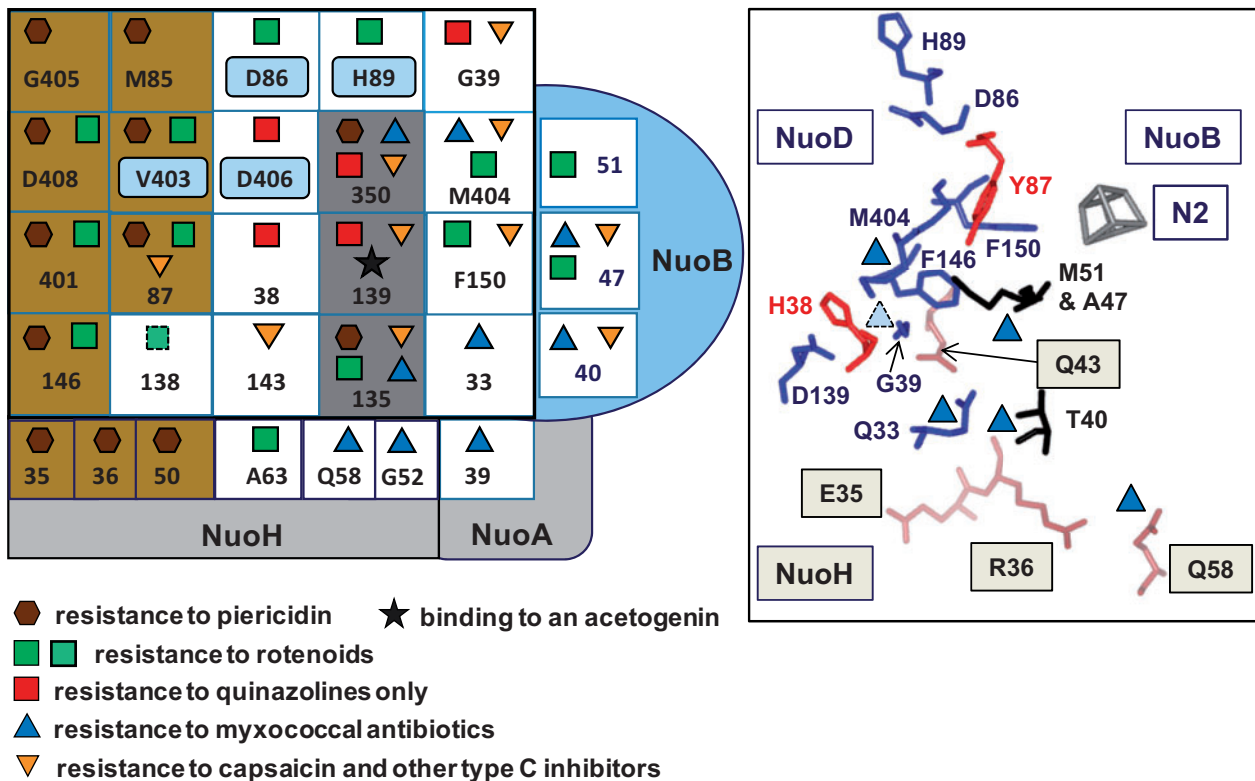 G405 M85 D86 H89 G39
D408 V403 D406 350 M404 51
401 87 38 139 F150 47
NuoB
146 138 143 135 33 40
35 36 50 A63 Q58 G52 39
NuoH NuoA
resistance to piericidin binding to an acetogenin
resistance to rotenoids
resistance to quinazolines only
resistance to myxococcal antibiotics
resistance to capsaicin and other type C inhibitors
H89
D86
NuoD NuoB
Y87
N2
M404
F150
F146
M51
& A47
H38
Q43
G39
D139
Q33 T40
E35
NuoH R36 Q58